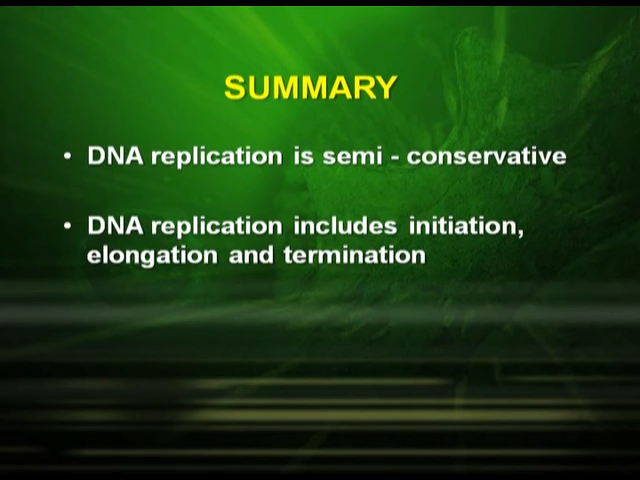 SUMMARY
• DNA replication is semi - conservative
• DNA replication includes initiation,
elongation and termination